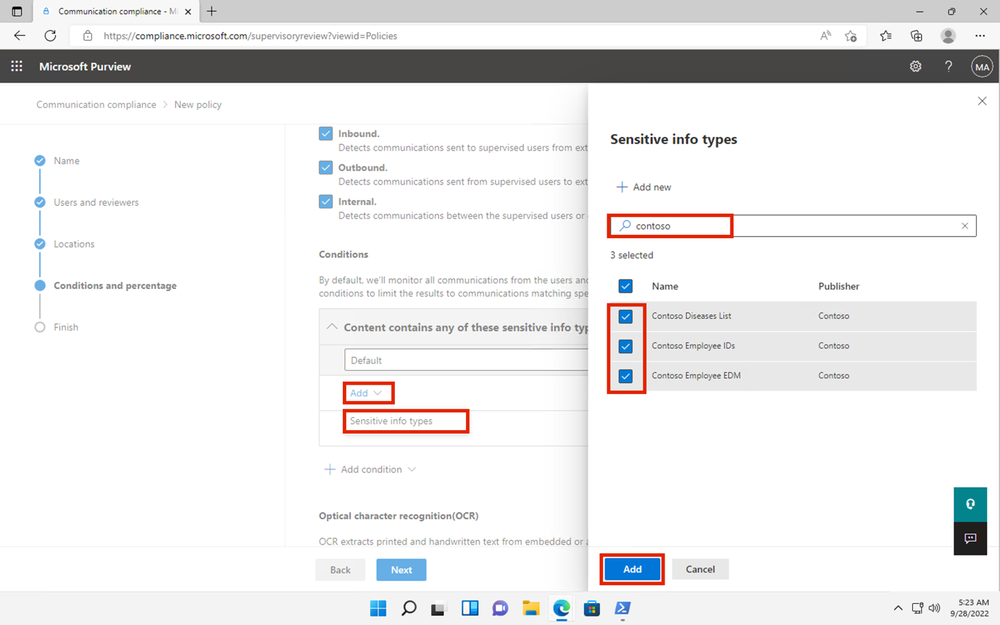 Communication compliance - Mi
https://compliance.microsoft.com/supervisoryreview?viewid=Policies
Microsoft Purview
MA
Communication compliance > New policy
Name
Users and reviewers
Locations
Conditions and percentage
Finish
Inbound.
Detects communications sent to supervised users from ext
Outbound.
Detects communications sent from supervised users to ext
Internal.
Detects communications between the supervised users or
Conditions
By default, we'll monitor all communications from the users and
conditions to limit the results to communications matching spe
Content contains any of these sensitive info typ
Default
Add
Sensitive info types
Add condition
Optical character recognition(OCR)
OCR extracts printed and handwritten text from embedded or a
Back
Next
Sensitive info types
Add new
contoso
3 selected
Name Publisher
Contoso Diseases List Contoso
Contoso Employee IDs Contoso
Contoso Employee EDM Contoso
Add
Cancel
5:23 AM
9/28/2022